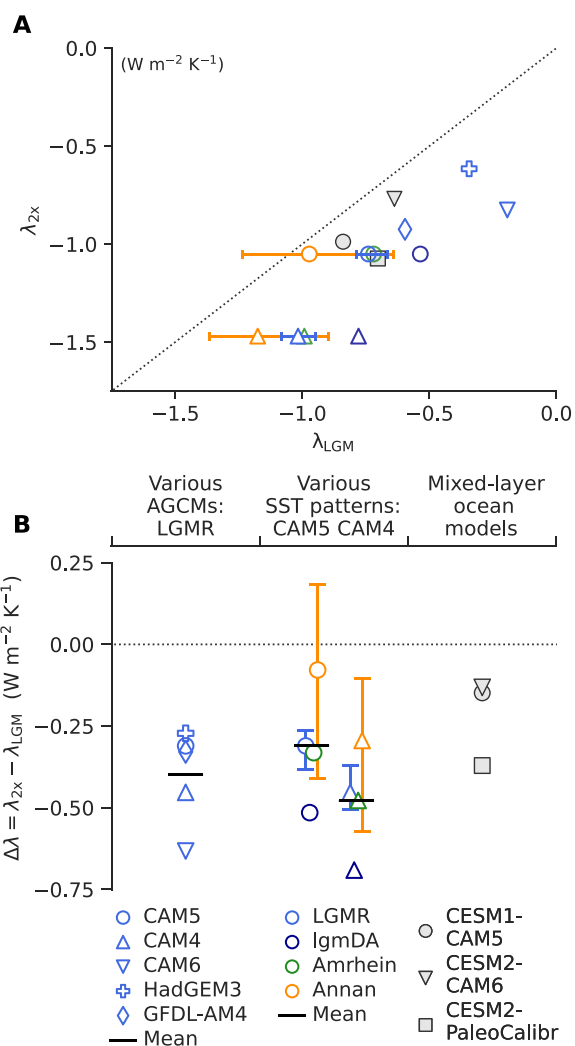 A
(W m⁻² K⁻¹)
0.0
−0.5
−1.0
−1.5
λ2x
−1.5
−1.0
−0.5
0.0
λLGM
Various
AGCMs:
LGMR
Various
SST patterns:
CAM5 CAM4
Mixed-layer
ocean
models
B
0.25
0.00
−0.25
−0.50
−0.75
Δλ = λ2x − λLGM (W m⁻² K⁻¹)
CAM5
CAM4
CAM6
HadGEM3
GFDL-AM4
Mean
LGMR
lgmDA
Amrhein
Annan
Mean
CESM1-
CAM5
CESM2-
CAM6
CESM2-
PaleoCalibr